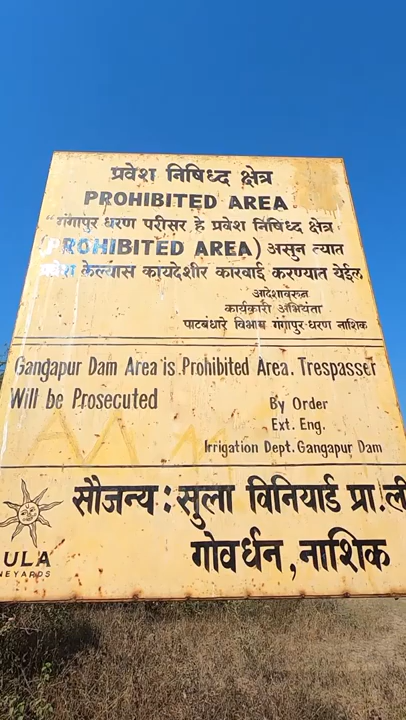 प्रवेश निषिध्द क्षेत्र
PROHIBITED AREA
"गंगापुर धरण परीसर हे प्रवेश निषिध्द क्षेत्र
(PROHIBITED AREA) असुन त्यात
प्रवेश केल्यास कायदेशीर कारवाई करण्यात येईल.
आदेशावरून
कार्यकारी अभियंता
पाटबंधारे विभाग गंगापुर धरण नाशिक
Gangapur Dam Area is Prohibited Area. Trespasser
Will be Prosecuted
By Order
Ext. Eng.
Irrigation Dept. Gangapur Dam
सौजन्य : सुला विनियार्ड प्रा.ली
गोवर्धन, नाशिक
ULA
NEYARDS